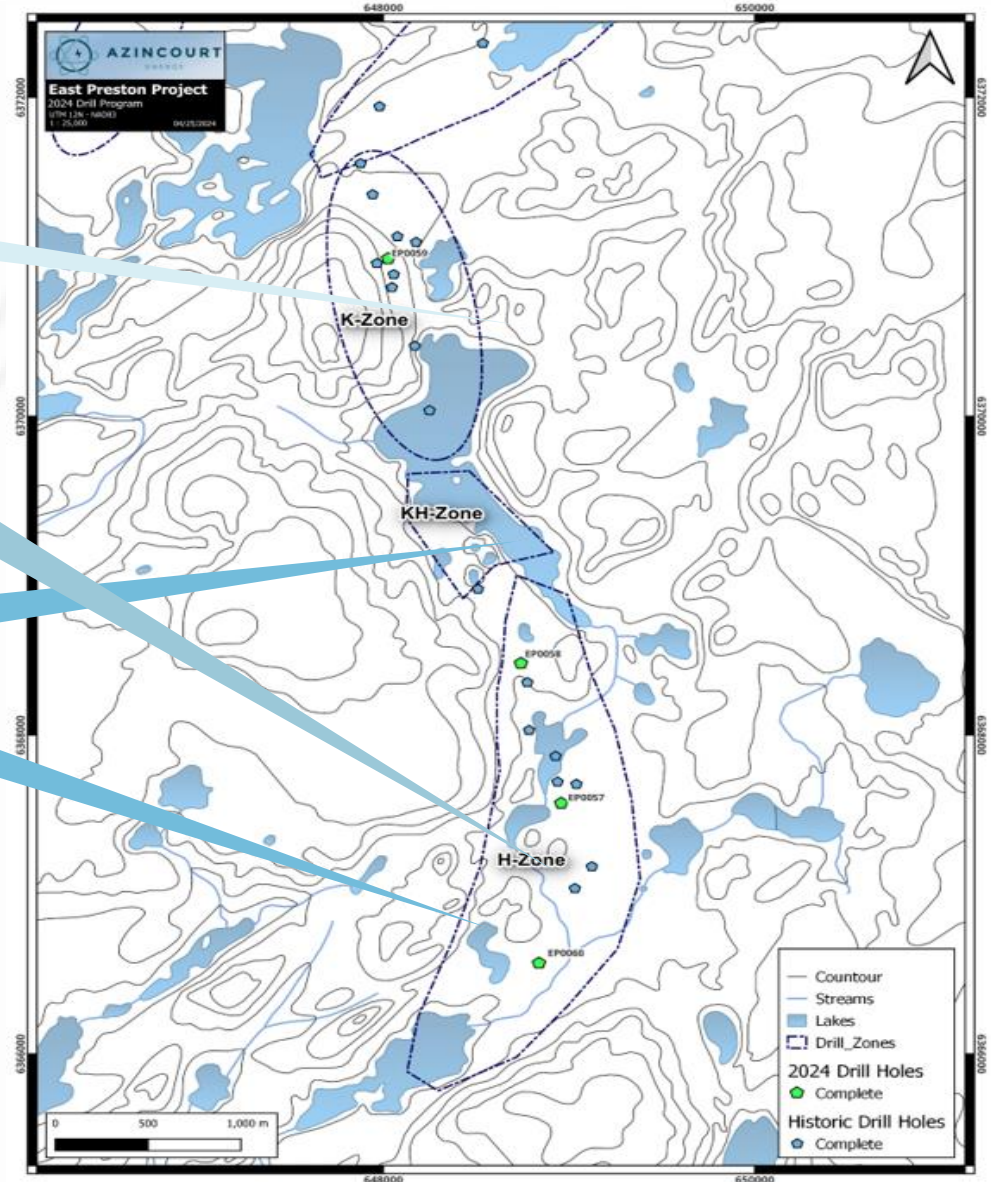 648000
650000
AZINCOURT
ENERGY
East Preston Project
2024 Drill Program
UTM 12N - NAD83
1 : 25,000
04/25/2024
6372000
6372000
EP0059
K-Zone
6370000
6370000
KH-Zone
EP0058
6368000
6368000
EP0057
H-Zone
EP0060
Countour
Streams
Lakes
Drill_Zones
2024 Drill Holes
Complete
Historic Drill Holes
Complete
6366000
6366000
0 500 1,000 m
648000
650000